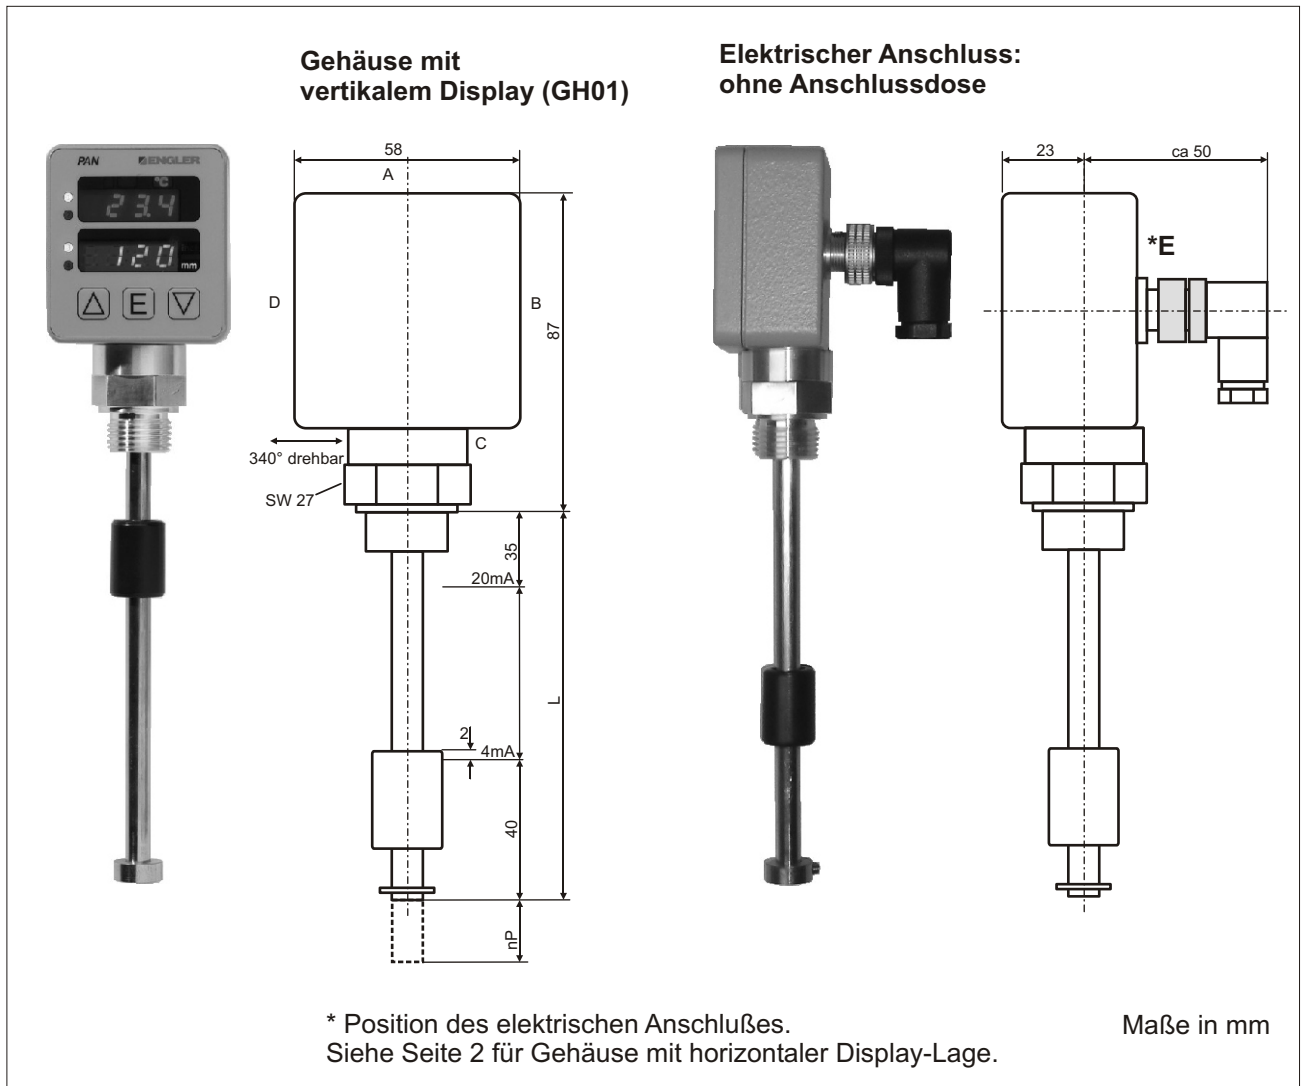 Gehäuse mit
vertikalem Display (GH01)
Elektrischer Anschluss:
ohne Anschlussdose
PAN ENGLER
°C
23.4
120
mm
E
58
A
D
B
87
C
340° drehbar
SW 27
35
20mA
L
2
4mA
40
nP
23
ca 50
*E
* Position des elektrischen Anschlußes.
Siehe Seite 2 für Gehäuse mit horizontaler Display-Lage.
Maße in mm